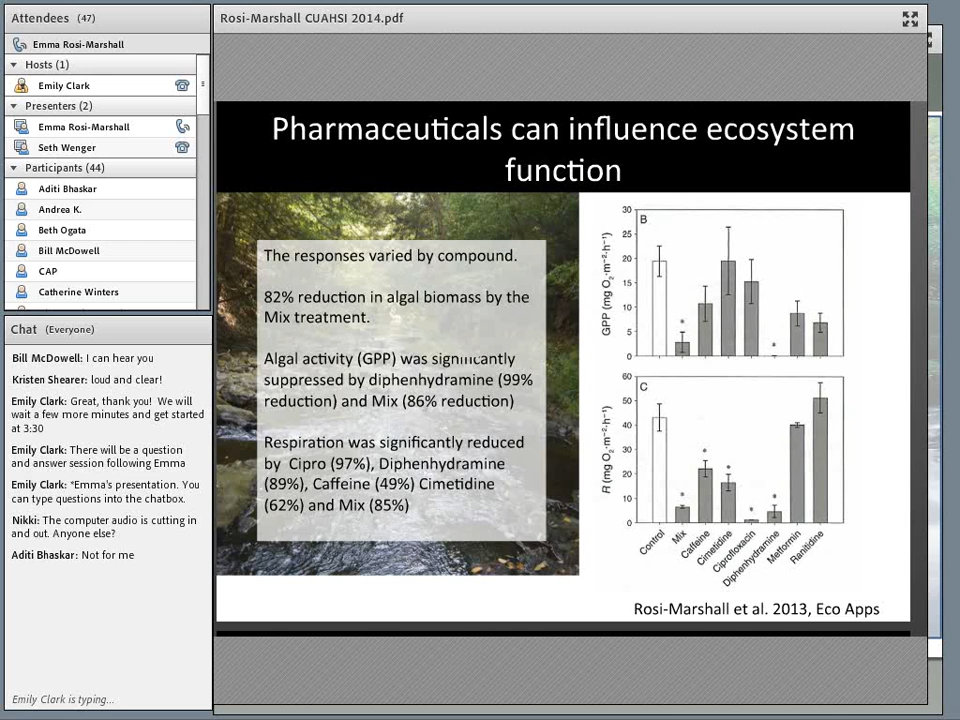 Attendees (47)
Emma Rosi-Marshall
Hosts (1)
Emily Clark
Presenters (2)
Emma Rosi-Marshall
Seth Wenger
Participants (44)
Aditi Bhaskar
Andrea K.
Beth Ogata
Bill McDowell
CAP
Catherine Winters
Chat (Everyone)
Bill McDowell: I can hear you
Kristen Shearer: loud and clear!
Emily Clark: Great, thank you! We will
wait a few more minutes and get started
at 3:30
Emily Clark: There will be a question
and answer session following Emma
Emily Clark: *Emma's presentation. You
can type questions into the chatbox.
Nikki: The computer audio is cutting in
and out. Anyone else?
Aditi Bhaskar: Not for me
Emily Clark is typing...
Rosi-Marshall CUAHSI 2014.pdf
Pharmaceuticals can influence ecosystem
function
The responses varied by compound.
82% reduction in algal biomass by the
Mix treatment.
Algal activity (GPP) was significantly
suppressed by diphenhydramine (99%
reduction) and Mix (86% reduction)
Respiration was significantly reduced
by Cipro (97%), Diphenhydramine
(89%), Caffeine (49%) Cimetidine
(62%) and Mix (85%)
B
GPP (mg O₂·m⁻²·h⁻¹)
30
25
20
15
10
5
0
*
*
C
R (mg O₂·m⁻²·h⁻¹)
60
50
40
30
20
10
0
*
*
*
*
*
Control
Mix
Caffeine
Cimetidine
Ciprofloxacin
Diphenhydramine
Metformin
Ranitidine
Rosi-Marshall et al. 2013, Eco Apps